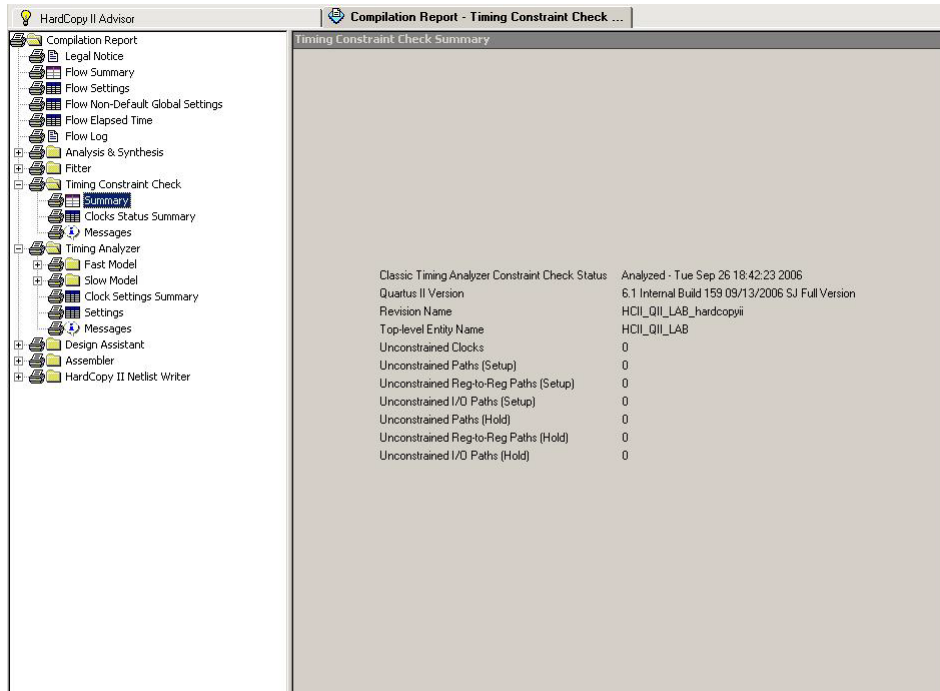 HardCopy II Advisor
Compilation Report - Timing Constraint Check ...
Compilation Report
Legal Notice
Flow Summary
Flow Settings
Flow Non-Default Global Settings
Flow Elapsed Time
Flow Log
Analysis & Synthesis
Fitter
Timing Constraint Check
Summary
Clocks Status Summary
Messages
Timing Analyzer
Fast Model
Slow Model
Clock Settings Summary
Settings
Messages
Design Assistant
Assembler
HardCopy II Netlist Writer
Timing Constraint Check Summary
Classic Timing Analyzer Constraint Check Status Analyzed - Tue Sep 26 18:42:23 2006
Quartus II Version 6.1 Internal Build 159 09/13/2006 SJ Full Version
Revision Name HCII_QII_LAB_hardcopyii
Top-level Entity Name HCII_QII_LAB
Unconstrained Clocks 0
Unconstrained Paths (Setup) 0
Unconstrained Reg-to-Reg Paths (Setup) 0
Unconstrained I/O Paths (Setup) 0
Unconstrained Paths (Hold) 0
Unconstrained Reg-to-Reg Paths (Hold) 0
Unconstrained I/O Paths (Hold) 0